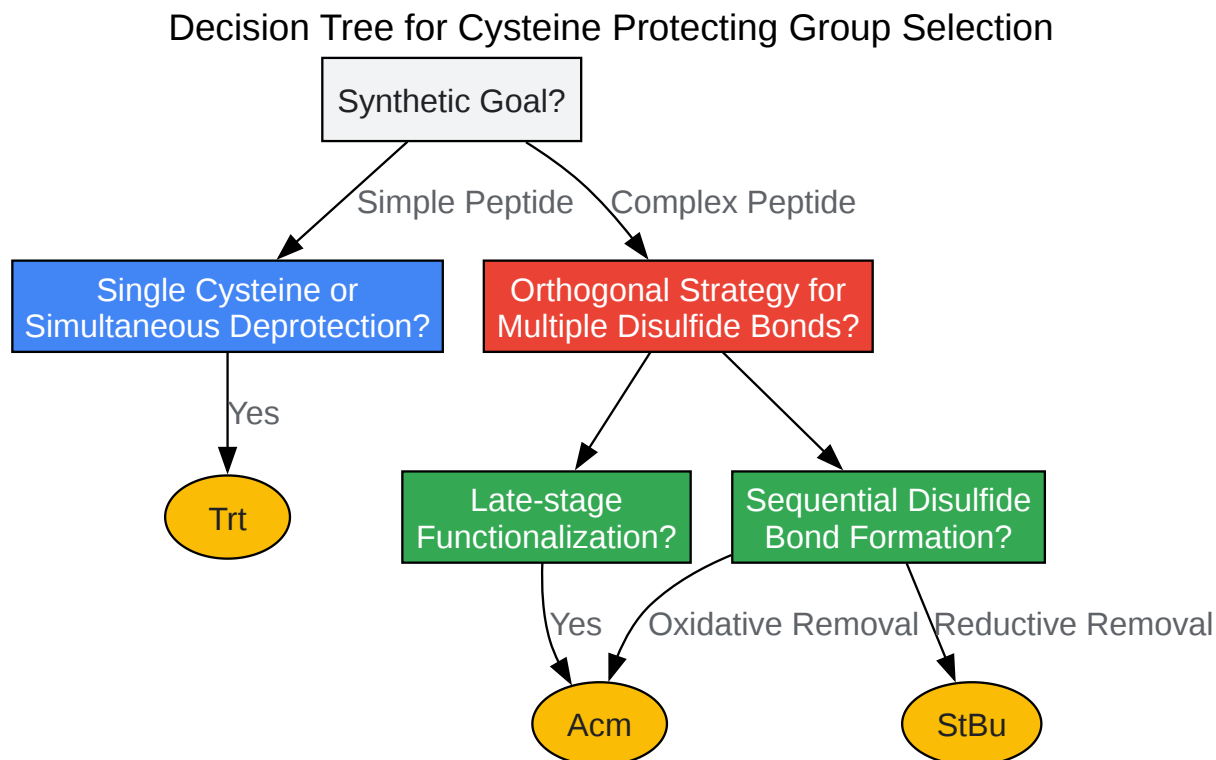 Decision Tree for Cysteine Protecting Group Selection
Synthetic Goal?
Simple Peptide
Complex Peptide
Single Cysteine or
Simultaneous Deprotection?
Orthogonal Strategy for
Multiple Disulfide Bonds?
Yes
Trt
Late-stage
Functionalization?
Sequential Disulfide
Bond Formation?
Yes
Oxidative Removal
Reductive Removal
Acm
StBu